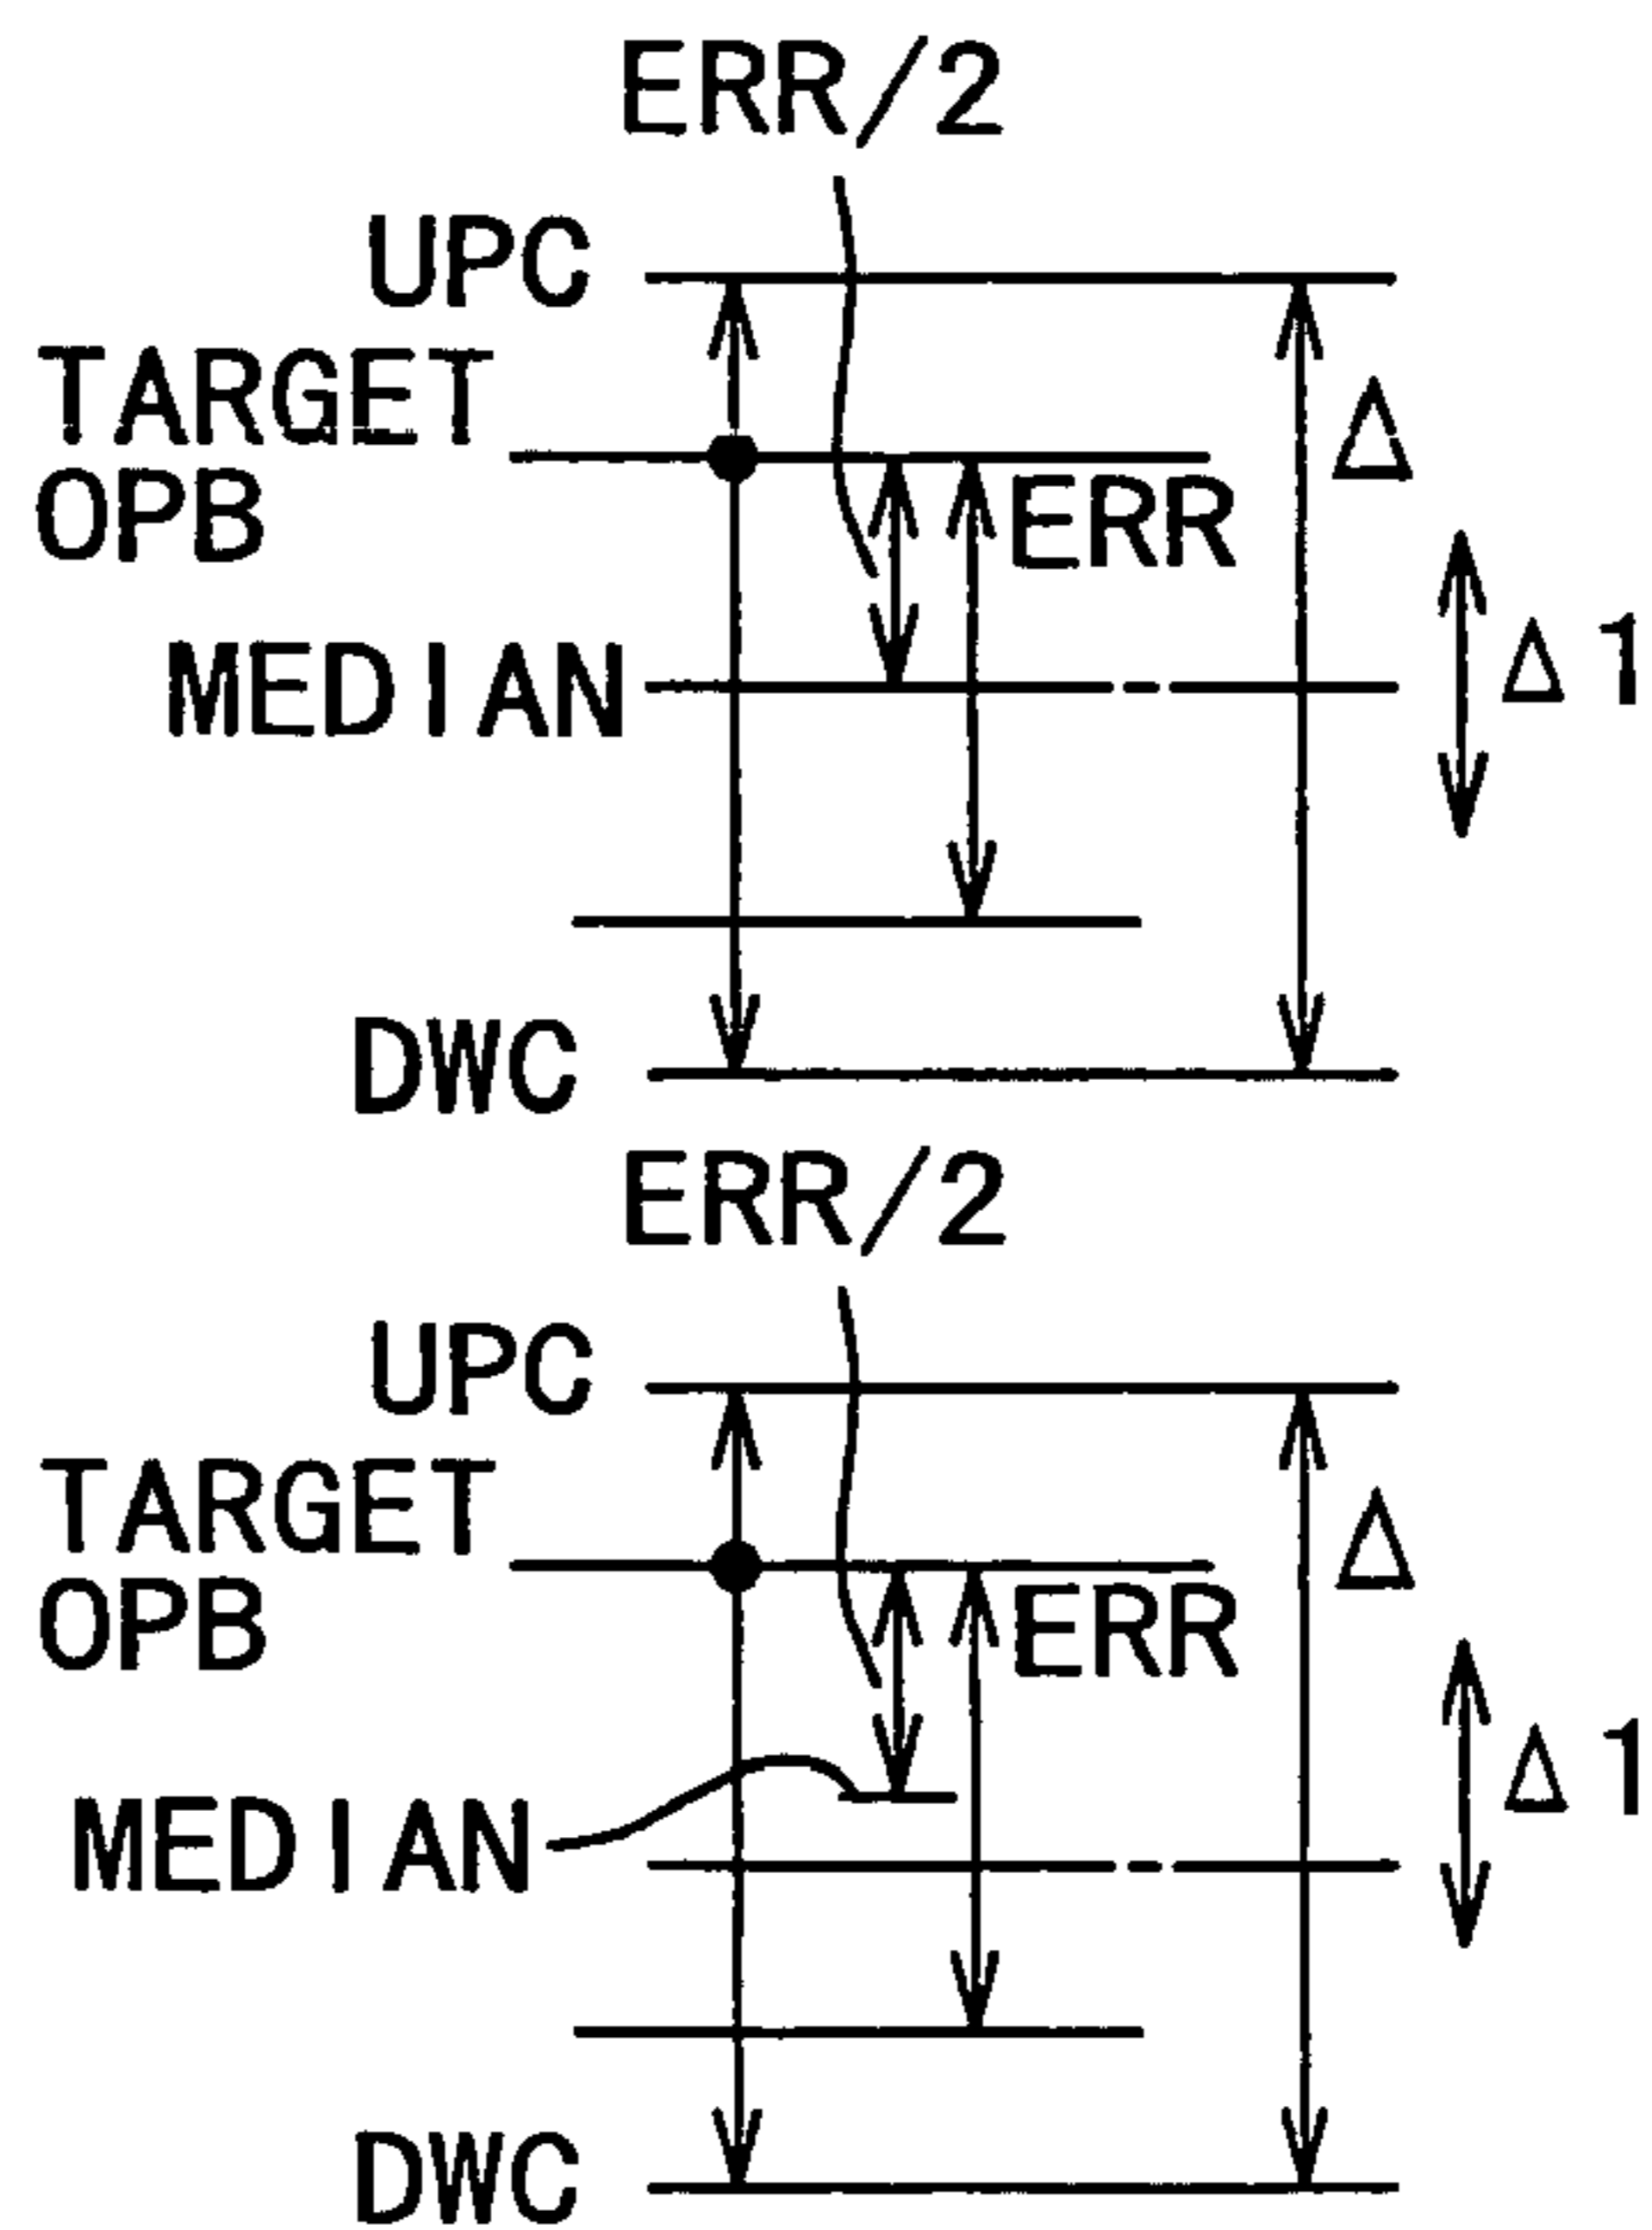 ERR/2
UPC
TARGET
OPB
Δ
ERR
MEDIAN
Δ1
DWC
ERR/2
UPC
TARGET
OPB
Δ
ERR
MEDIAN
Δ1
DWC